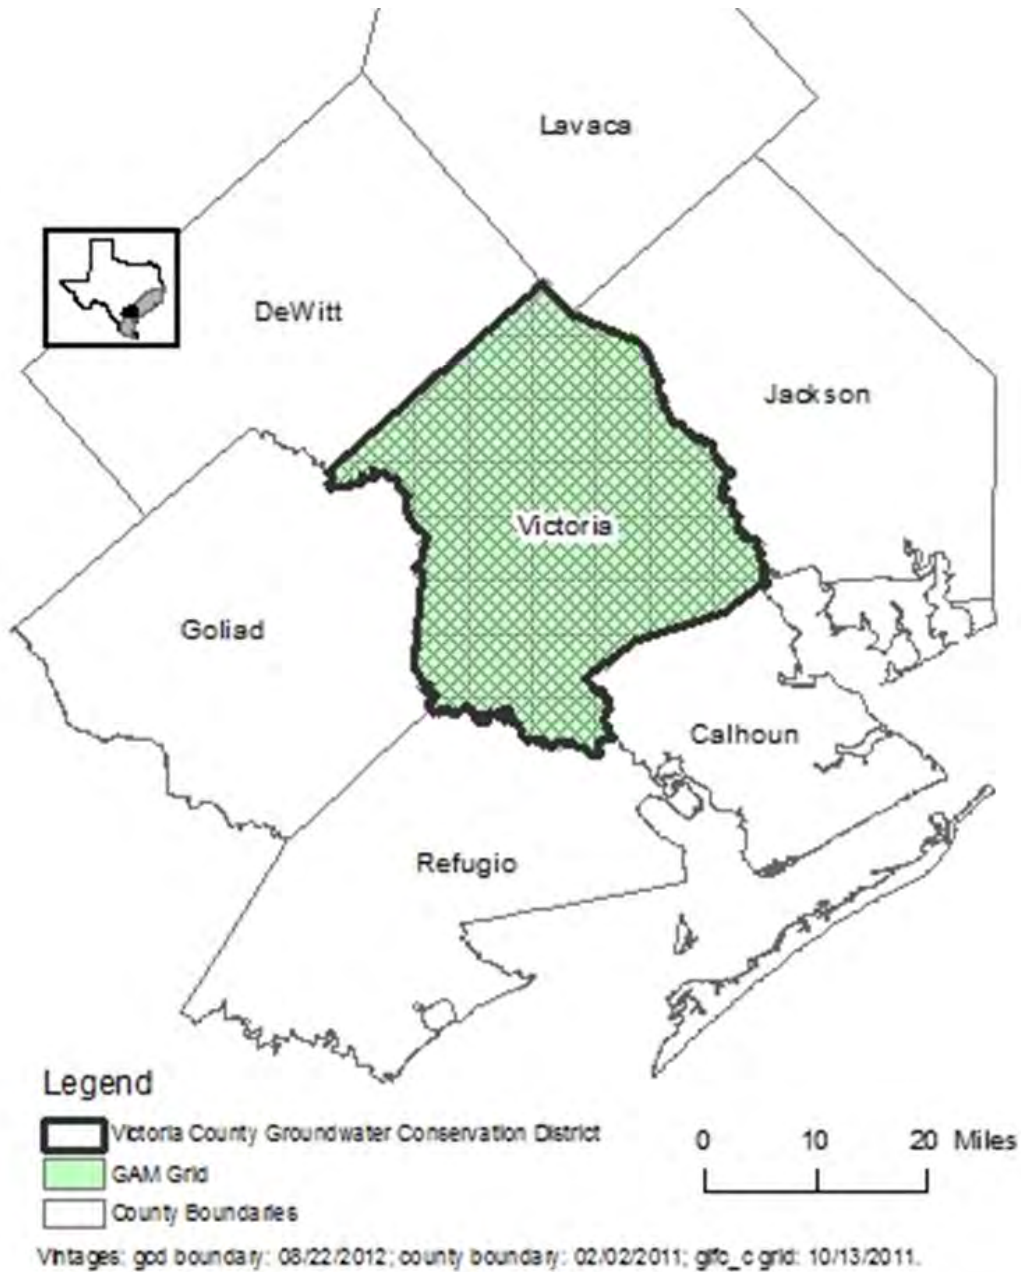 Lavaca
DeWitt
Jackson
Victoria
Goliad
Calhoun
Refugio
Legend
Victoria County Groundwater Conservation District
GAM Grid
County Boundaries
0 10 20 Miles
Vintages: gcd boundary: 08/22/2012; county boundary: 02/02/2011; glfc_c grid: 10/13/2011.